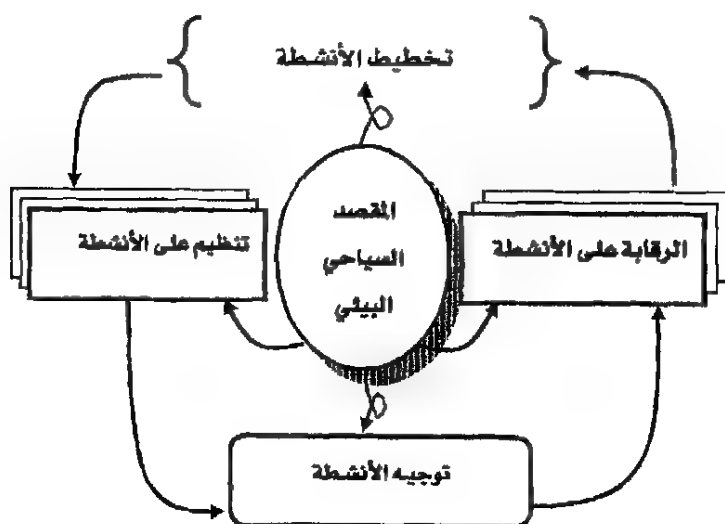 تخطيط الأنشطة
الرقابة على الأنشطة
المقصد
السياحي
البيئي
تنظيم على الأنشطة
توجيه الأنشطة